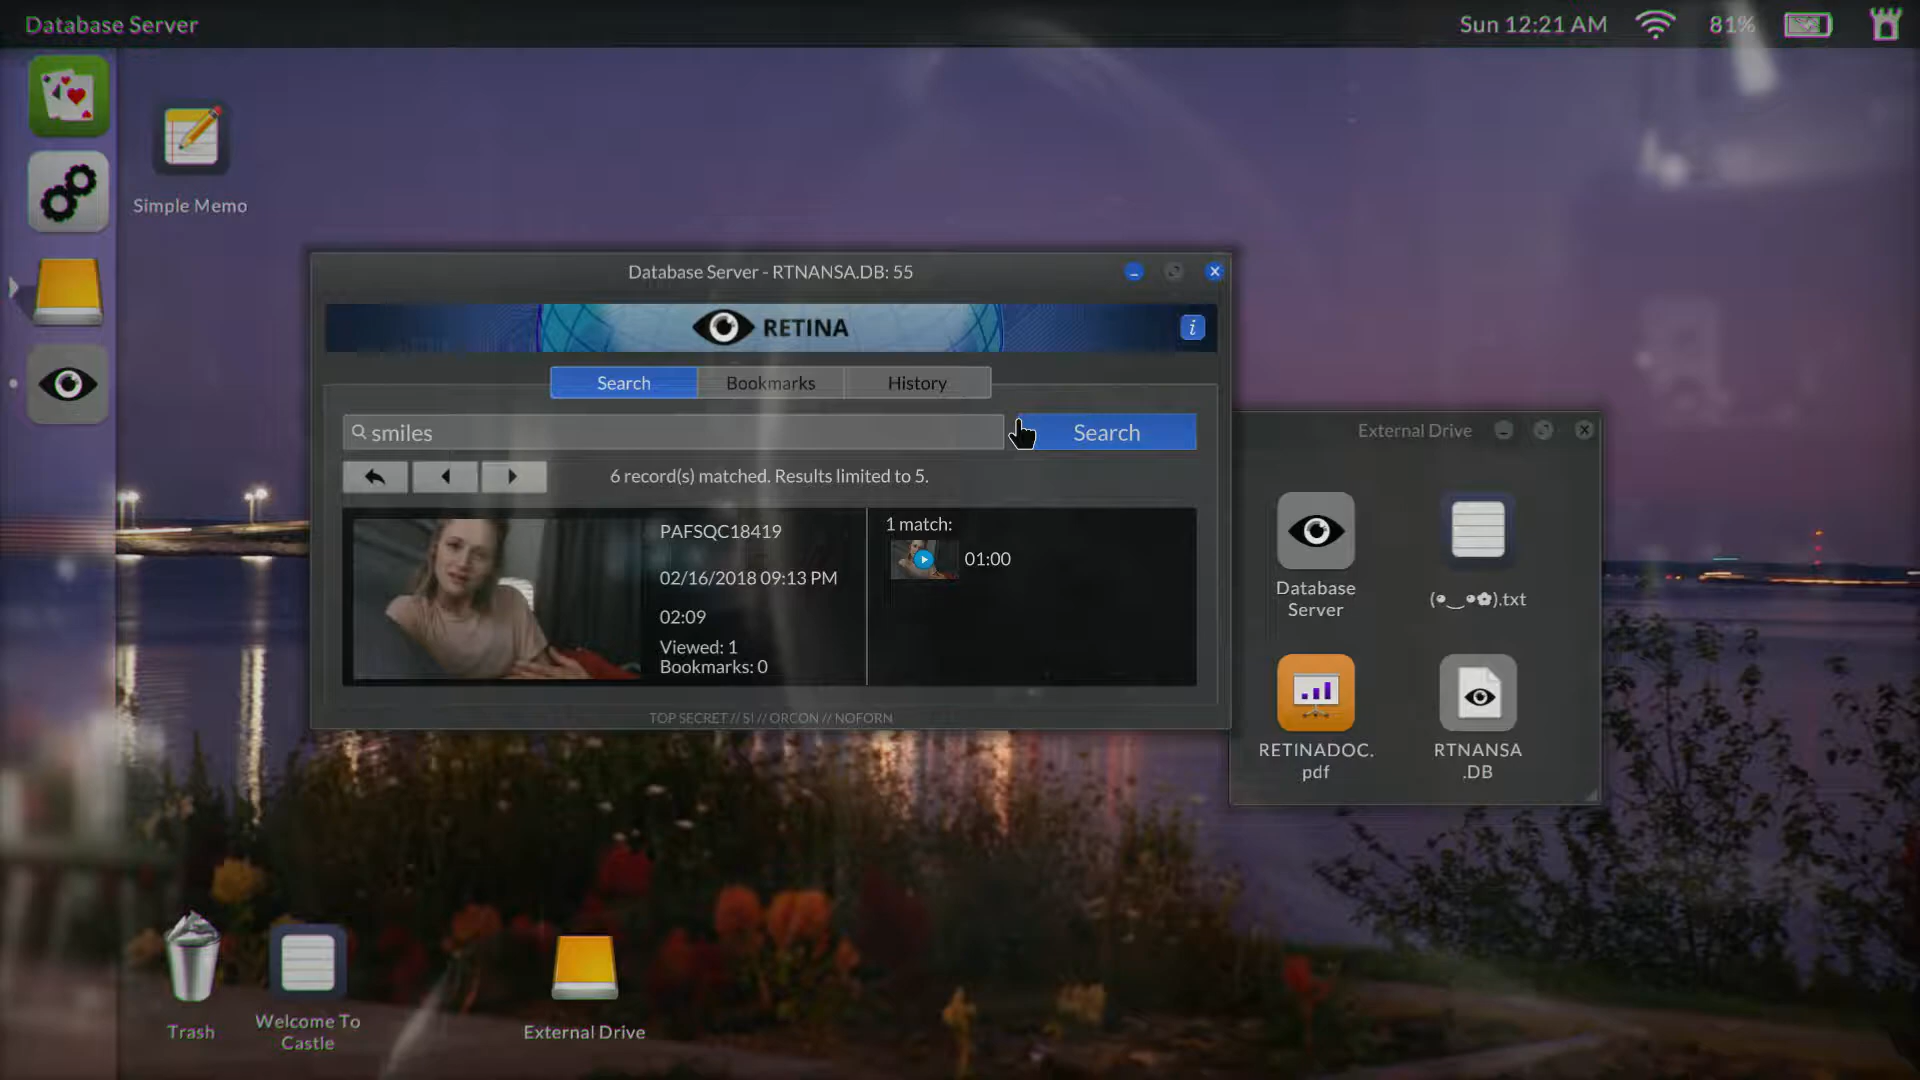 Database Server
Sun 12:21 AM
81%
Simple Memo
Database Server - RTNANSA.DB: 55
RETINA
i
Search
Bookmarks
History
smiles
Search
6 record(s) matched. Results limited to 5.
PAFSQC18419
02/16/2018 09:13 PM
02:09
Viewed: 1
Bookmarks: 0
1 match:
01:00
TOP SECRET // SI // ORCON // NOFORN
External Drive
Database
Server
(•‿•✿).txt
RETINADOC.
pdf
RTNANSA
.DB
Trash
Welcome To
Castle
External Drive